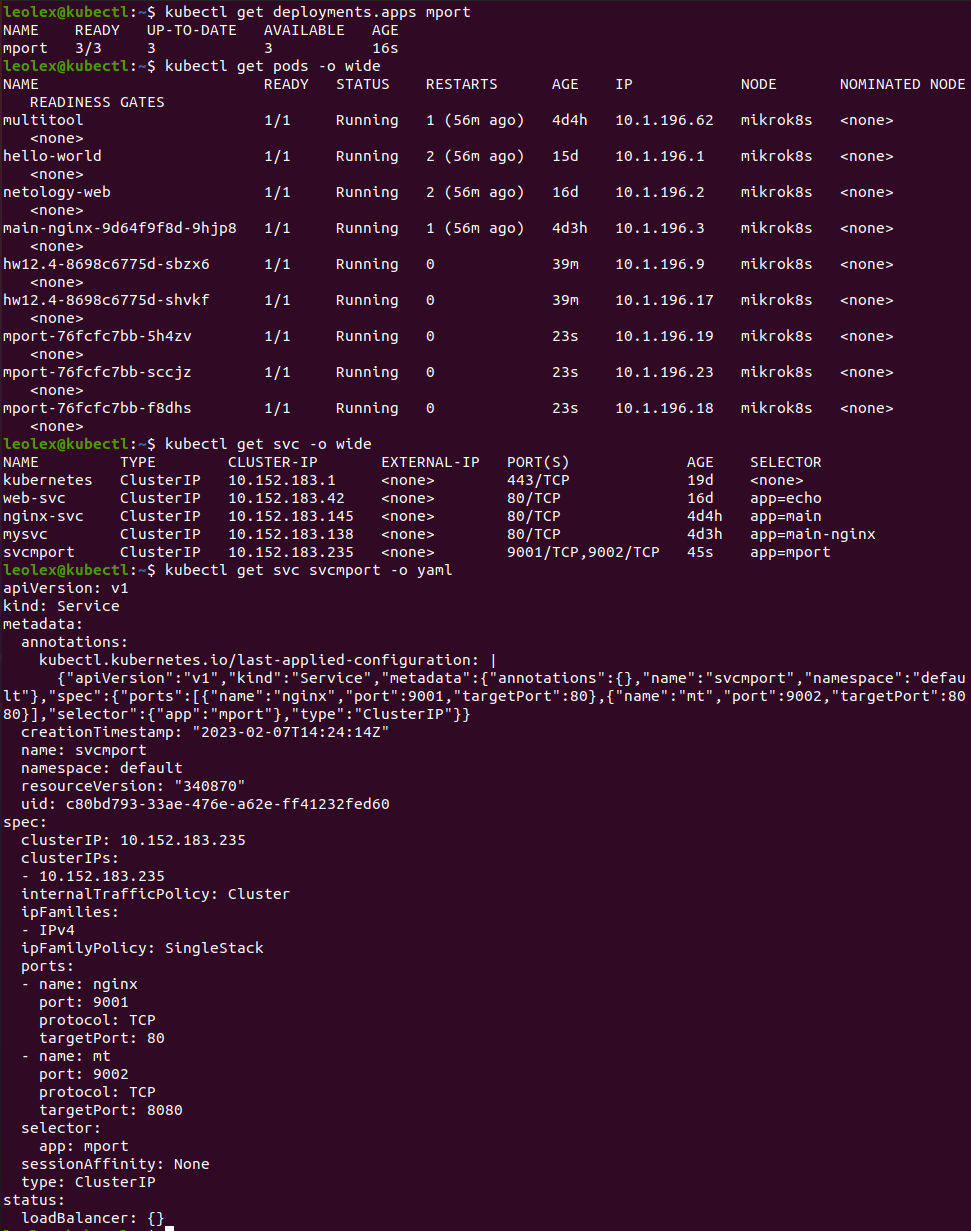 leolex@kubectl:~$ kubectl get deployments.apps mport
NAME    READY   UP-TO-DATE   AVAILABLE   AGE
mport   3/3     3            3           16s
leolex@kubectl:~$ kubectl get pods -o wide
NAME                         READY   STATUS    RESTARTS      AGE    IP            NODE       NOMINATED NODE
   READINESS GATES
multitool                    1/1     Running   1 (56m ago)   4d4h   10.1.196.62   mikrok8s   <none>
   <none>
hello-world                  1/1     Running   2 (56m ago)   15d    10.1.196.1    mikrok8s   <none>
   <none>
netology-web                 1/1     Running   2 (56m ago)   16d    10.1.196.2    mikrok8s   <none>
   <none>
main-nginx-9d64f9f8d-9hjp8   1/1     Running   1 (56m ago)   4d3h   10.1.196.3    mikrok8s   <none>
   <none>
hw12.4-8698c6775d-sbzx6      1/1     Running   0             39m    10.1.196.9    mikrok8s   <none>
   <none>
hw12.4-8698c6775d-shvkf      1/1     Running   0             39m    10.1.196.17   mikrok8s   <none>
   <none>
mport-76fcfc7bb-5h4zv        1/1     Running   0             23s    10.1.196.19   mikrok8s   <none>
   <none>
mport-76fcfc7bb-sccjz        1/1     Running   0             23s    10.1.196.23   mikrok8s   <none>
   <none>
mport-76fcfc7bb-f8dhs        1/1     Running   0             23s    10.1.196.18   mikrok8s   <none>
   <none>
leolex@kubectl:~$ kubectl get svc -o wide
NAME         TYPE        CLUSTER-IP       EXTERNAL-IP   PORT(S)             AGE    SELECTOR
kubernetes   ClusterIP   10.152.183.1     <none>        443/TCP             19d    <none>
web-svc      ClusterIP   10.152.183.42    <none>        80/TCP              16d    app=echo
nginx-svc    ClusterIP   10.152.183.145   <none>        80/TCP              4d4h   app=main
mysvc        ClusterIP   10.152.183.138   <none>        80/TCP              4d3h   app=main-nginx
svcmport     ClusterIP   10.152.183.235   <none>        9001/TCP,9002/TCP   45s    app=mport
leolex@kubectl:~$ kubectl get svc svcmport -o yaml
apiVersion: v1
kind: Service
metadata:
  annotations:
    kubectl.kubernetes.io/last-applied-configuration: |
      {"apiVersion":"v1","kind":"Service","metadata":{"annotations":{},"name":"svcmport","namespace":"defau
lt"},"spec":{"ports":[{"name":"nginx","port":9001,"targetPort":80},{"name":"mt","port":9002,"targetPort":80
80}],"selector":{"app":"mport"},"type":"ClusterIP"}}
  creationTimestamp: "2023-02-07T14:24:14Z"
  name: svcmport
  namespace: default
  resourceVersion: "340870"
  uid: c80bd793-33ae-476e-a62e-ff41232fed60
spec:
  clusterIP: 10.152.183.235
  clusterIPs:
  - 10.152.183.235
  internalTrafficPolicy: Cluster
  ipFamilies:
  - IPv4
  ipFamilyPolicy: SingleStack
  ports:
  - name: nginx
    port: 9001
    protocol: TCP
    targetPort: 80
  - name: mt
    port: 9002
    protocol: TCP
    targetPort: 8080
  selector:
    app: mport
  sessionAffinity: None
  type: ClusterIP
status:
  loadBalancer: {}